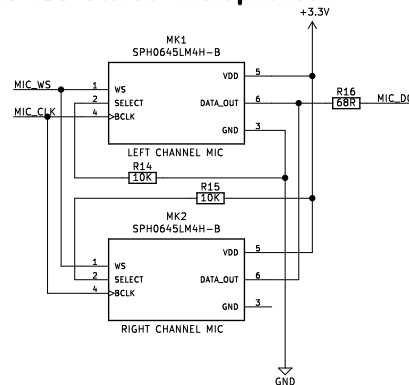 +3.3V
MK1
SPH0645LM4H-B
MIC_WS
1 WS
VDD 5
2 SELECT
DATA_OUT 6
R16
68R
MIC_CLK
4 BCLK
GND 3
LEFT CHANNEL MIC
R14
10K
R15
10K
MK2
SPH0645LM4H-B
VDD 5
1 WS
2 SELECT
DATA_OUT 6
4 BCLK
GND 3
RIGHT CHANNEL MIC
GND